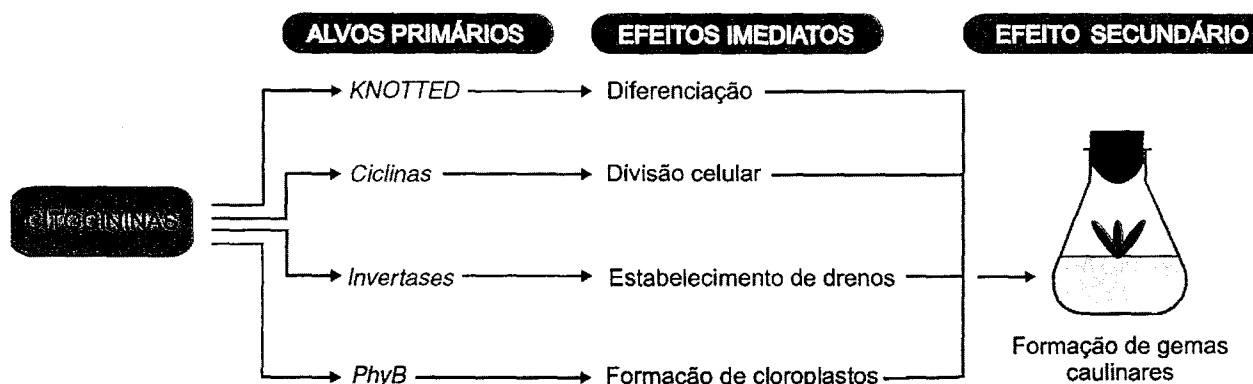 ALVOS PRIMÁRIOS
EFEITOS IMEDIATOS
EFEITO SECUNDÁRIO
CITOCININAS
KNOTTED
Diferenciação
Ciclinas
Divisão celular
Invertases
Estabelecimento de drenos
PhyB
Formação de cloroplastos
Formação de gemas
caulinares